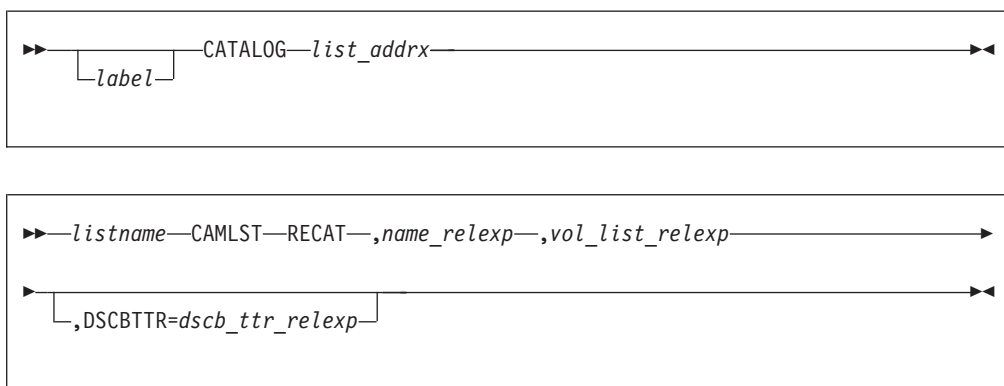 CATALOG list_addrx
label
listname CAMLST RECAT ,name_relexp ,vol_list_relexp
,DSCBTTR=dscb_ttr_relexp